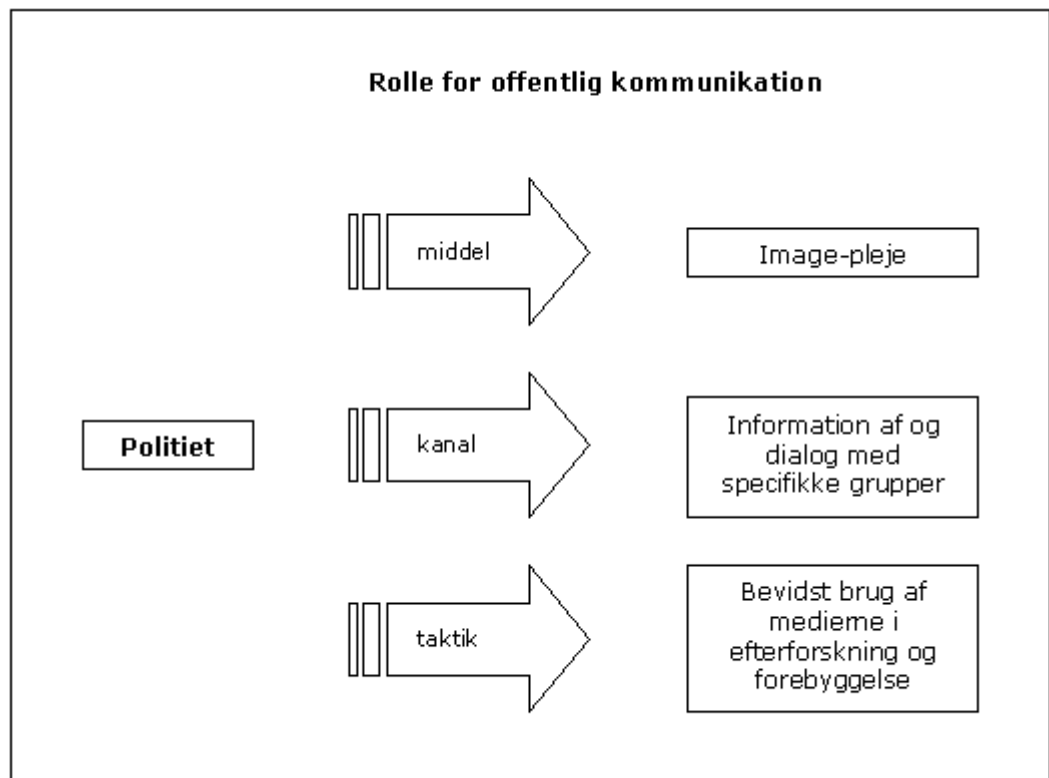 Rolle for offentlig kommunikation
middel
Image-pleje
Politiet
kanal
Information af og
dialog med
specifikke grupper
taktik
Bevidst brug af
medierne i
efterforskning og
forebyggelse